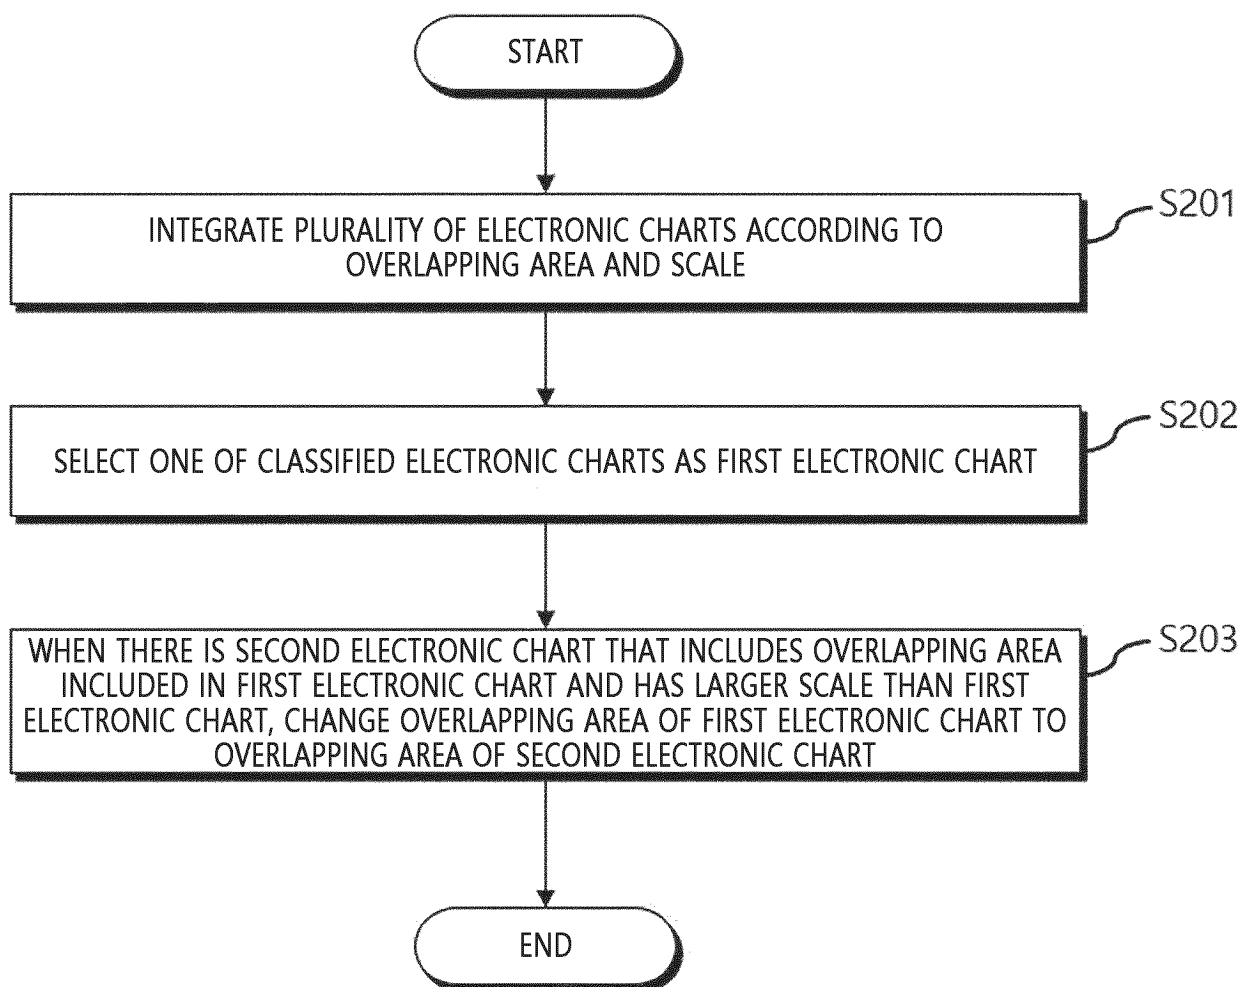 START
INTEGRATE PLURALITY OF ELECTRONIC CHARTS ACCORDING TO
OVERLAPPING AREA AND SCALE
S201
SELECT ONE OF CLASSIFIED ELECTRONIC CHARTS AS FIRST ELECTRONIC CHART
S202
WHEN THERE IS SECOND ELECTRONIC CHART THAT INCLUDES OVERLAPPING AREA
INCLUDED IN FIRST ELECTRONIC CHART AND HAS LARGER SCALE THAN FIRST
ELECTRONIC CHART, CHANGE OVERLAPPING AREA OF FIRST ELECTRONIC CHART TO
OVERLAPPING AREA OF SECOND ELECTRONIC CHART
S203
END